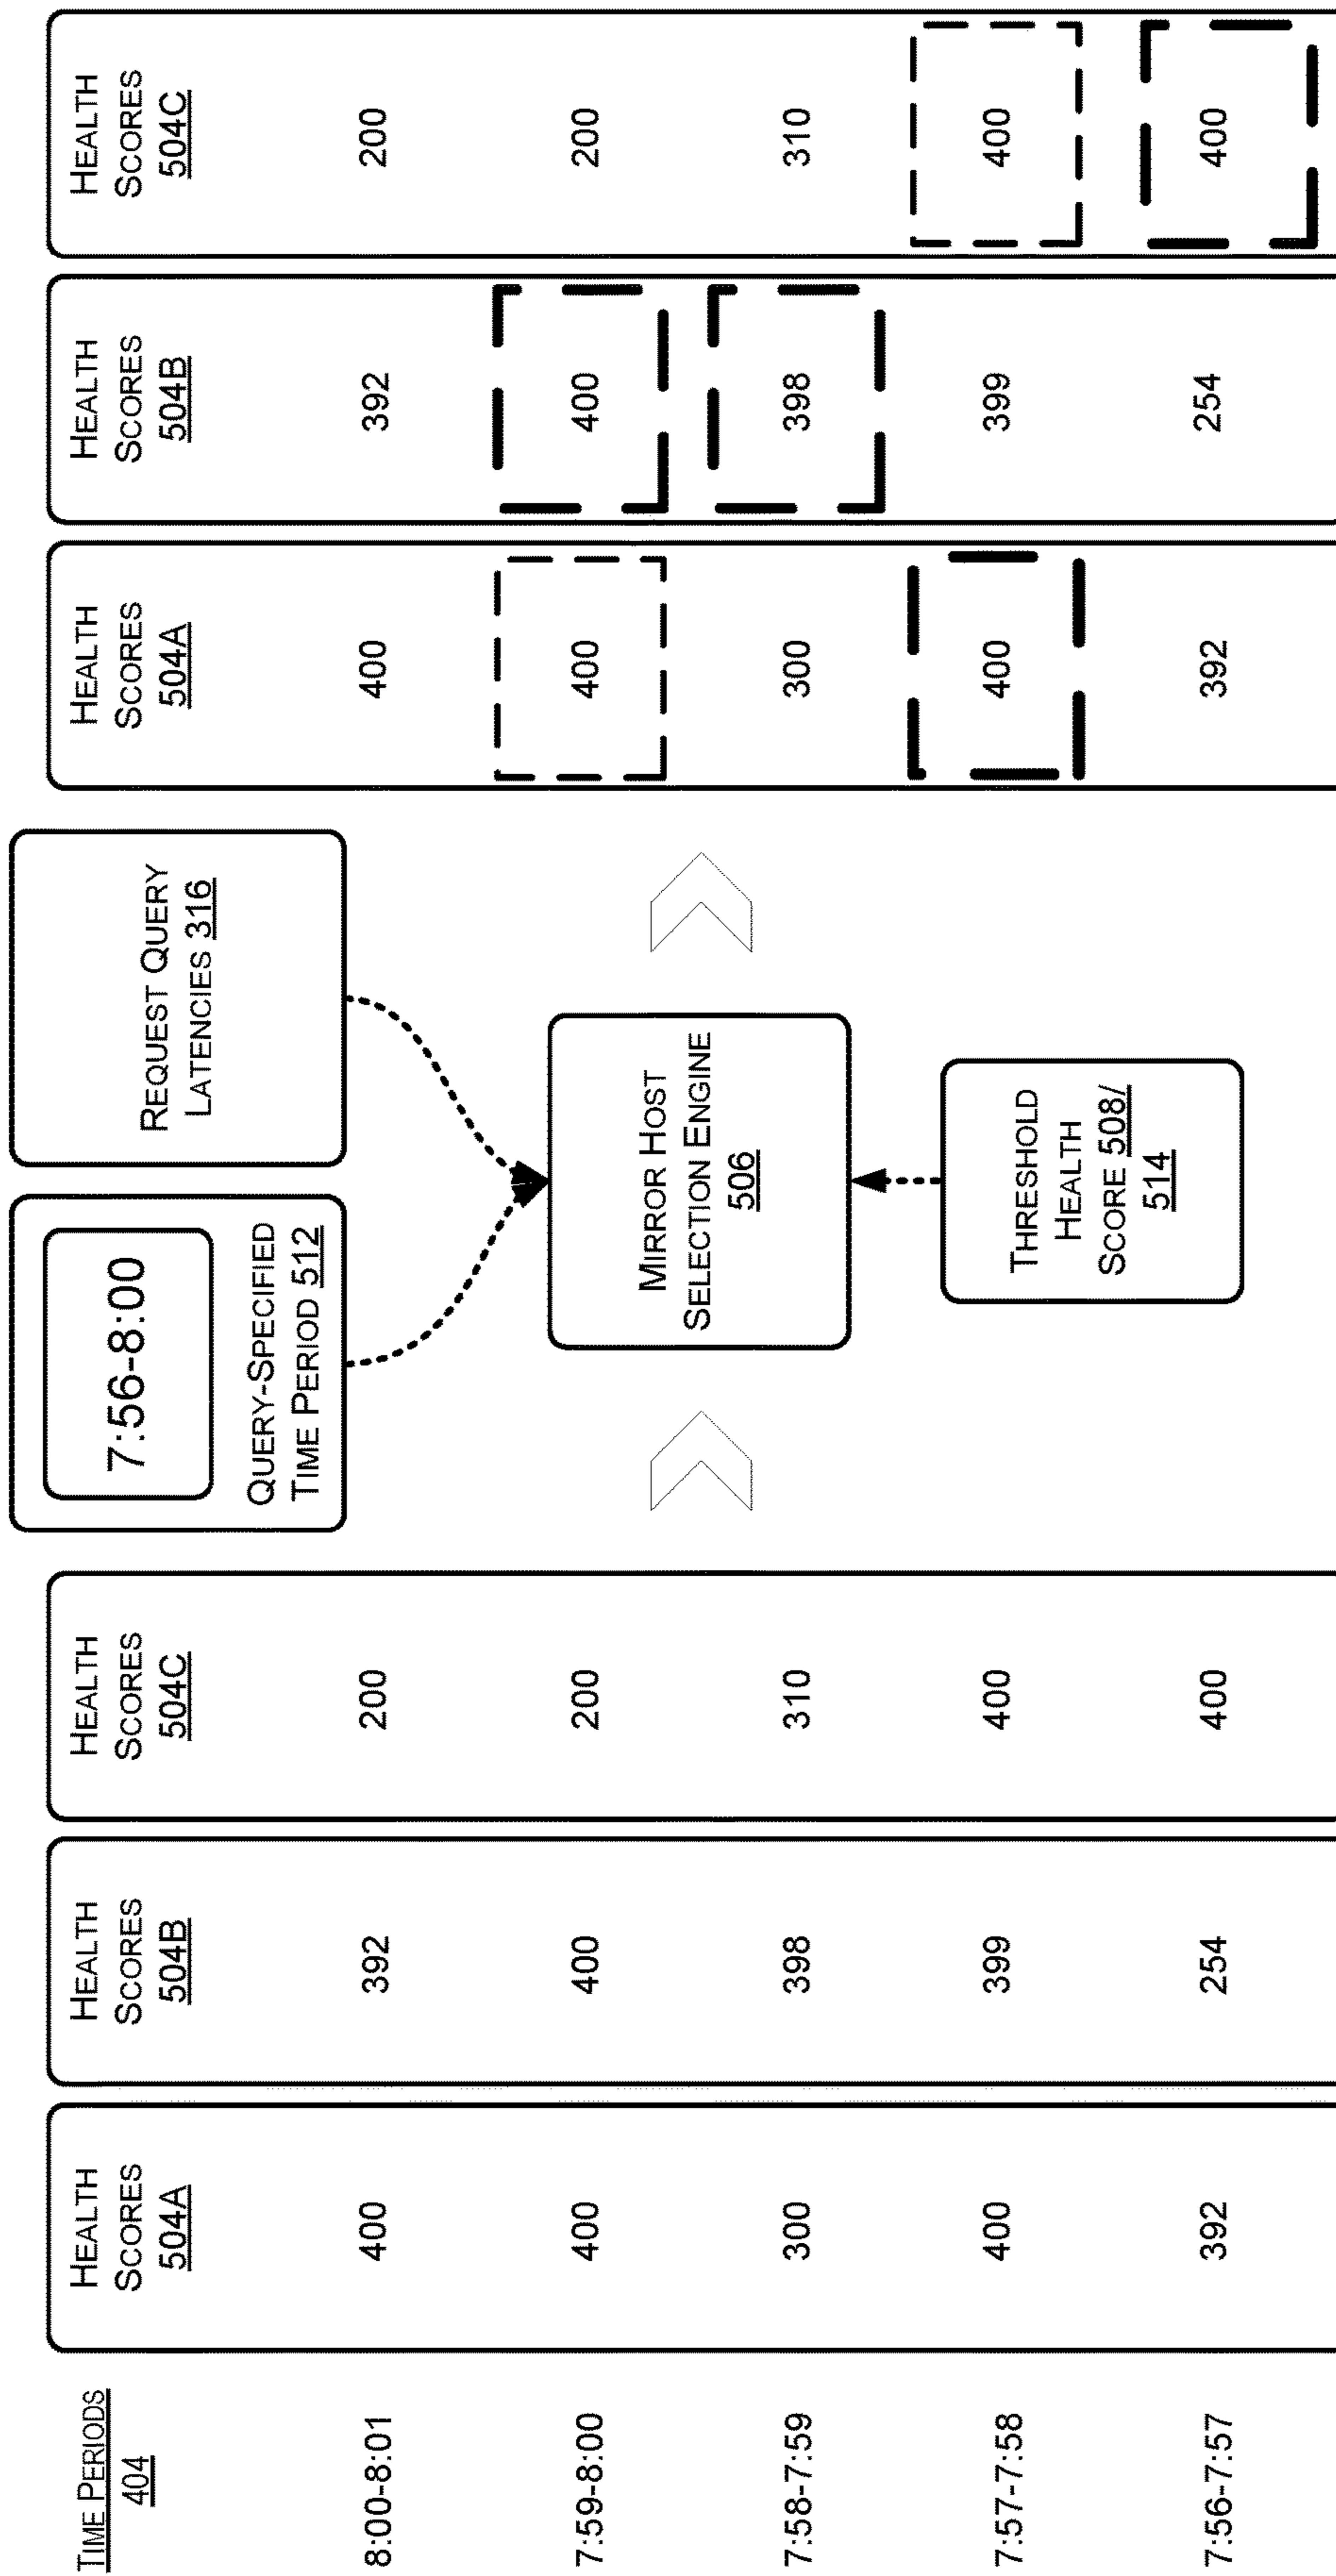 TIME PERIODS
404
8:00-8:01
7:59-8:00
7:58-7:59
7:57-7:58
7:56-7:57
HEALTH
SCORES
504A
400
400
300
400
392
HEALTH
SCORES
504B
392
400
398
399
254
HEALTH
SCORES
504C
200
200
310
400
400
7:56-8:00
QUERY-SPECIFIED
TIME PERIOD 512
REQUEST QUERY
LATENCIES 316
MIRROR HOST
SELECTION ENGINE
506
THRESHOLD
HEALTH
SCORE 508/
514
HEALTH
SCORES
504A
400
400
300
400
392
HEALTH
SCORES
504B
392
400
398
399
254
HEALTH
SCORES
504C
200
200
310
400
400